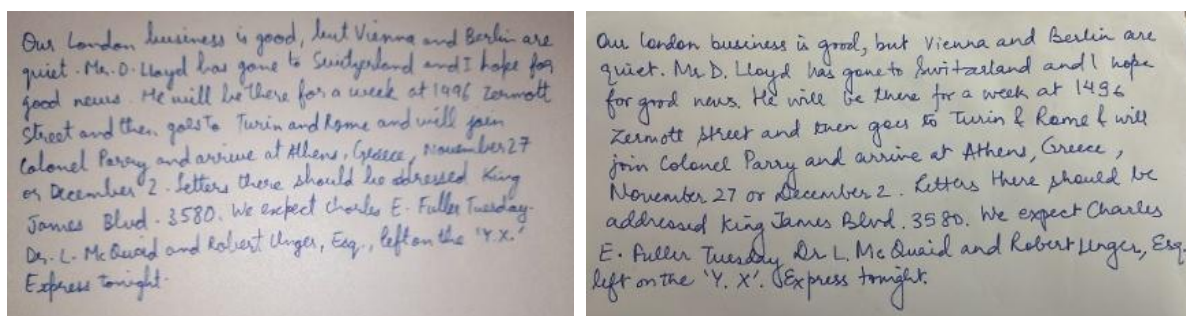 Our London business is good, but Vienna and Berlin are
quiet. Mr. D. Lloyd has gone to Switzerland and I hope for
good news. He will be there for a week at 1496 Zermott
Street and then goes to Turin and Rome and will join
Colonel Parry and arrive at Athens, Greece, November 27
or December 2. Letters there should be adressed King
James Blvd. 3580. We expect Charles E. Fuller Tuesday.
Dr. L. McQuaid and Robert Unger, Esq., left on the 'Y.X.'
Express tonight.
Our London business is good, but Vienna and Berlin are
quiet. Mr. D. Lloyd has gone to Switzerland and I hope
for good news. He will be there for a week at 1496
Zermott Street and then goes to Turin & Rome & will
join Colonel Parry and arrive at Athens, Greece,
November 27 or December 2. Letters there should be
addressed King James Blvd. 3580. We expect Charles
E. Fuller Tuesday Dr L. McQuaid and Robert Unger, Esq.
left on the 'Y. X'. Express tonight.